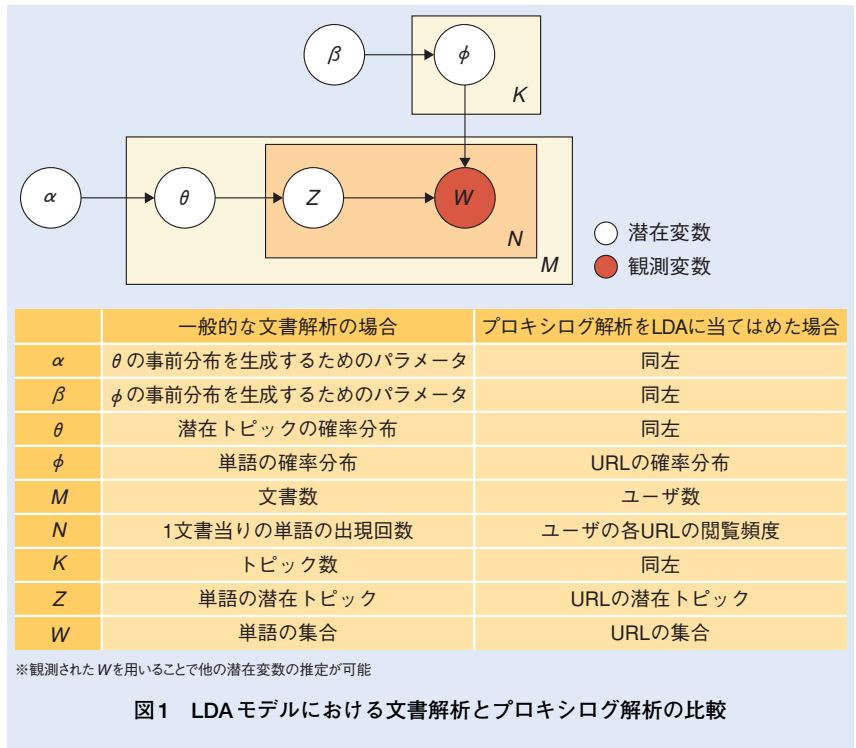 β
φ
K
α
θ
Z
W
N
M
潜在変数
観測変数
一般的な文書解析の場合 プロキシログ解析をLDAに当てはめた場合
α θの事前分布を生成するためのパラメータ 同左
β φの事前分布を生成するためのパラメータ 同左
θ 潜在トピックの確率分布 同左
φ 単語の確率分布 URLの確率分布
M 文書数 ユーザ数
N 1文書当りの単語の出現回数 ユーザの各URLの閲覧頻度
K トピック数 同左
Z 単語の潜在トピック URLの潜在トピック
W 単語の集合 URLの集合
※観測されたWを用いることで他の潜在変数の推定が可能
図1 LDAモデルにおける文書解析とプロキシログ解析の比較